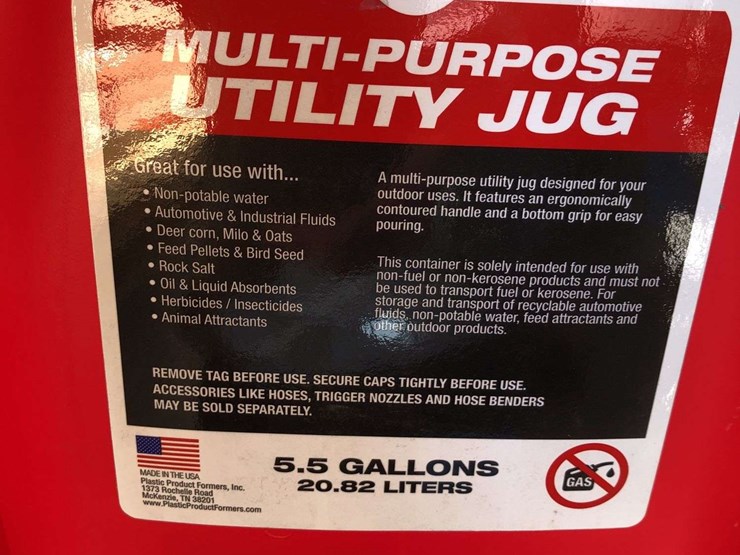 MULTI-PURPOSE
UTILITY JUG
Great for use with...
• Non-potable water
• Automotive & Industrial Fluids
• Deer corn, Milo & Oats
• Feed Pellets & Bird Seed
• Rock Salt
• Oil & Liquid Absorbents
• Herbicides / Insecticides
• Animal Attractants
A multi-purpose utility jug designed for your
outdoor uses. It features an ergonomically
contoured handle and a bottom grip for easy
pouring.
This container is solely intended for use with
non-fuel or non-kerosene products and must not
be used to transport fuel or kerosene. For
storage and transport of recyclable automotive
fluids, non-potable water, feed attractants and
other outdoor products.
REMOVE TAG BEFORE USE. SECURE CAPS TIGHTLY BEFORE USE.
ACCESSORIES LIKE HOSES, TRIGGER NOZZLES AND HOSE BENDERS
MAY BE SOLD SEPARATELY.
MADE IN THE USA
Plastic Product Formers, Inc.
1373 Rochelle Road
McKenzie, TN 38201
www.PlasticProductFormers.com
5.5 GALLONS
20.82 LITERS
GAS